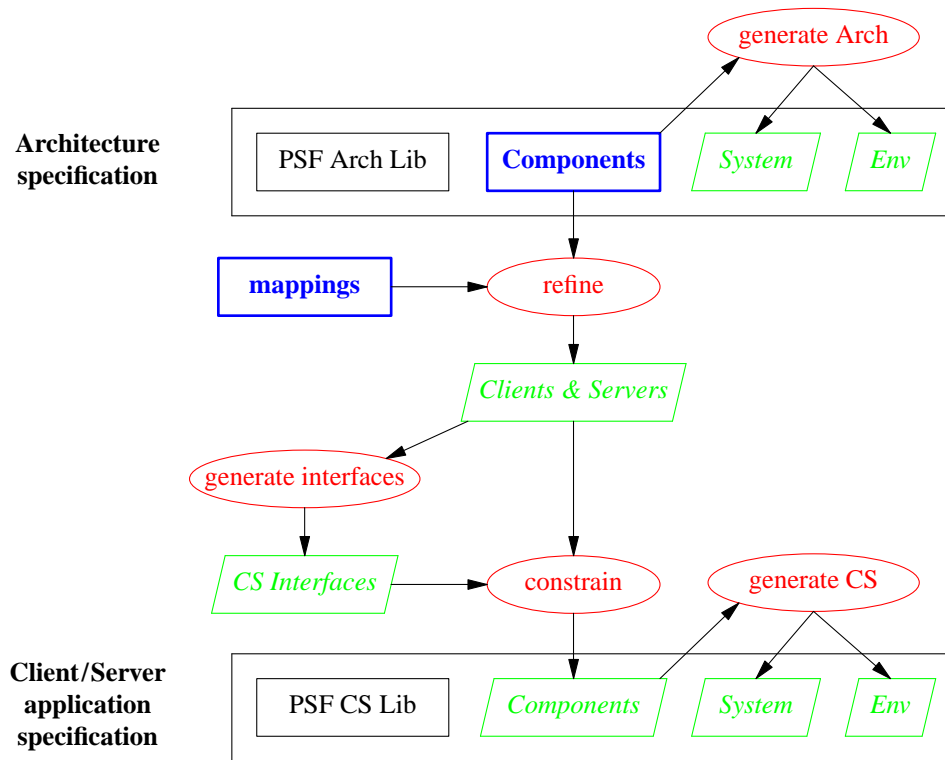 generate Arch
Architecture
specification
PSF Arch Lib
Components
System
Env
mappings
refine
Clients & Servers
generate interfaces
CS Interfaces
constrain
generate CS
Client/Server
application
specification
PSF CS Lib
Components
System
Env